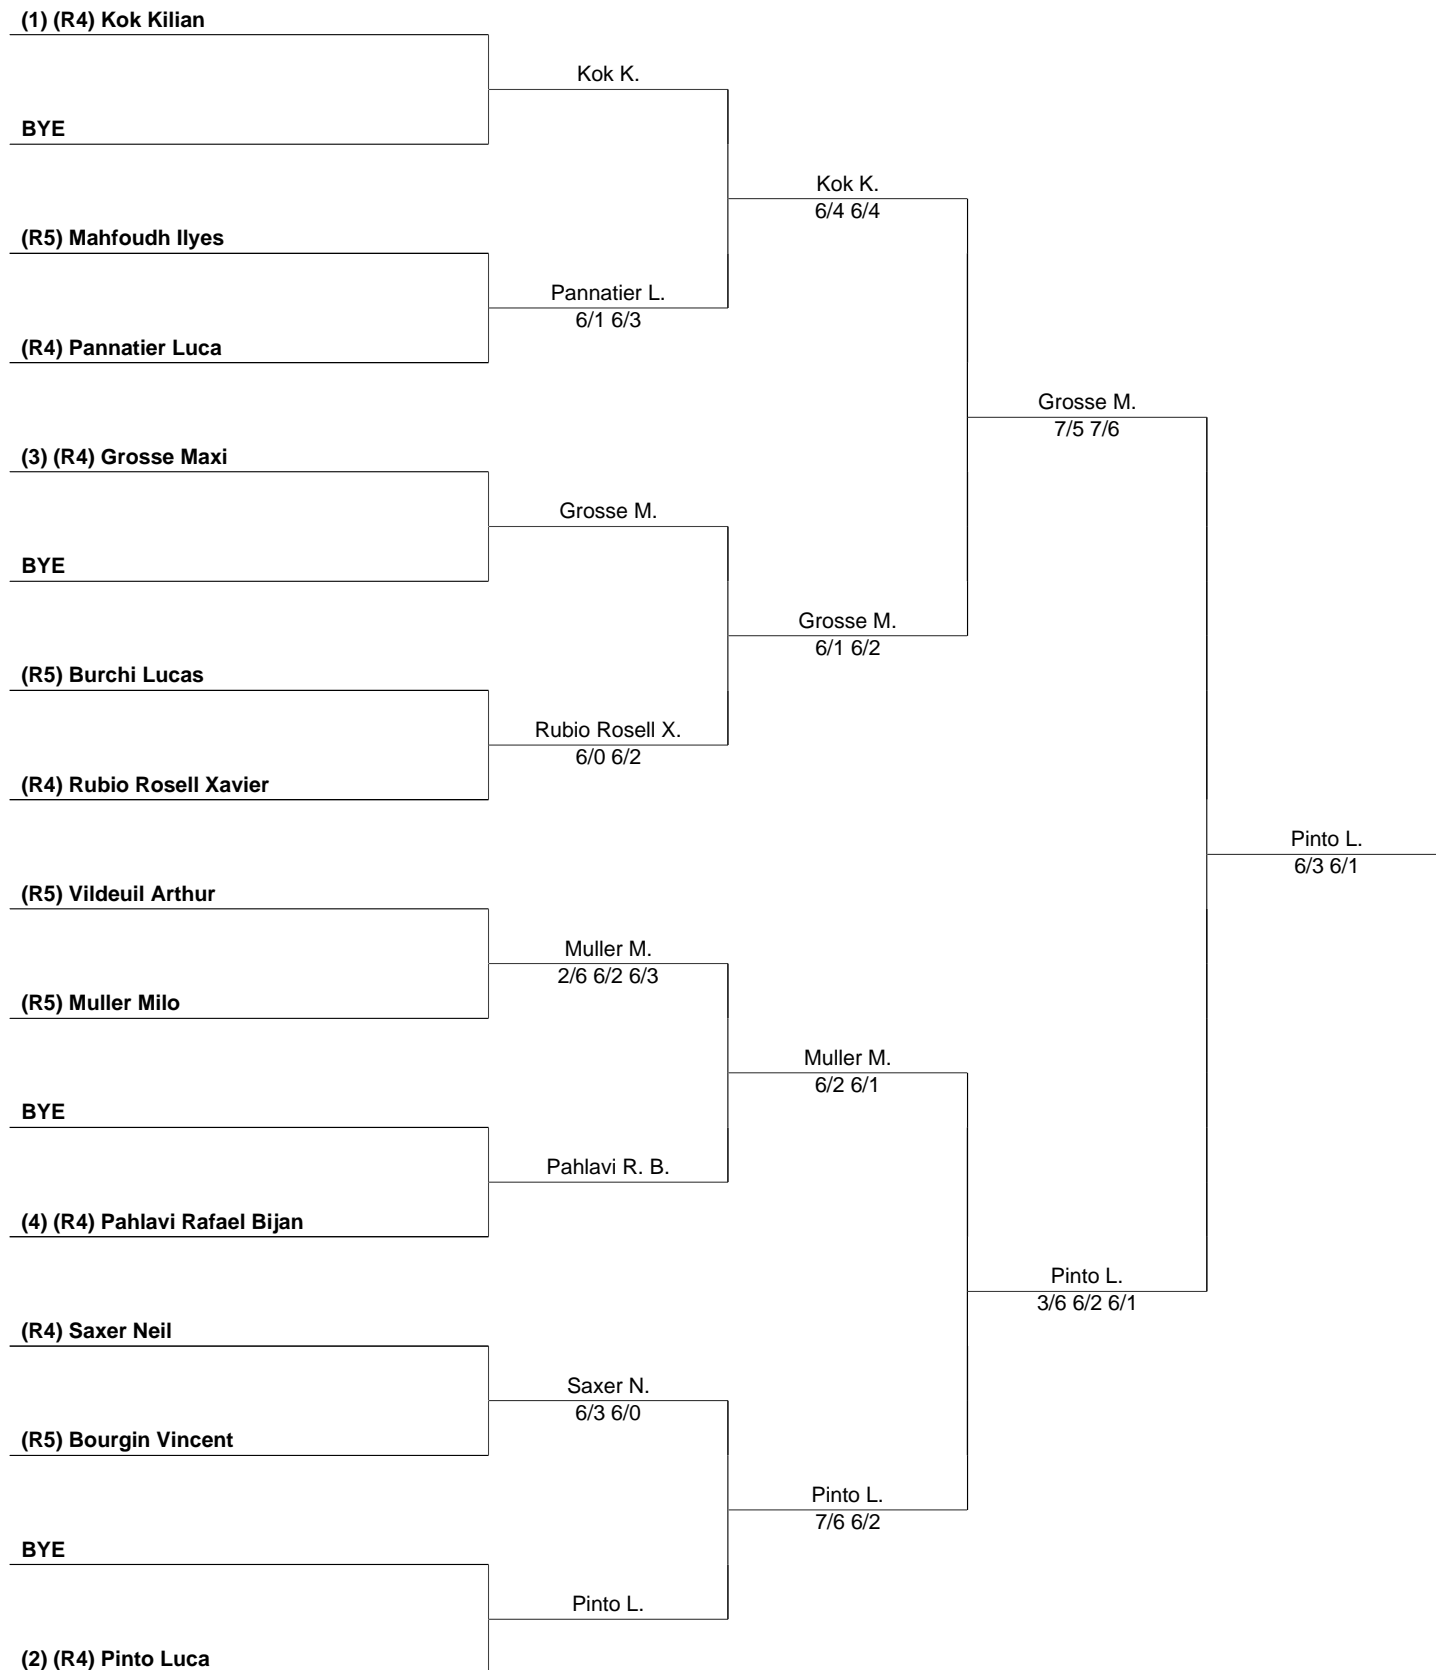 (1) (R4) Kok Kilian
Kok K.
BYE
Kok K.
6/4 6/4
(R5) Mahfoudh Ilyes
Pannatier L.
6/1 6/3
(R4) Pannatier Luca
Grosse M.
7/5 7/6
(3) (R4) Grosse Maxi
Grosse M.
BYE
Grosse M.
6/1 6/2
(R5) Burchi Lucas
Rubio Rosell X.
6/0 6/2
(R4) Rubio Rosell Xavier
Pinto L.
6/3 6/1
(R5) Vildeuil Arthur
Muller M.
2/6 6/2 6/3
(R5) Muller Milo
Muller M.
6/2 6/1
BYE
Pahlavi R. B.
(4) (R4) Pahlavi Rafael Bijan
Pinto L.
3/6 6/2 6/1
(R4) Saxer Neil
Saxer N.
6/3 6/0
(R5) Bourgin Vincent
Pinto L.
7/6 6/2
BYE
Pinto L.
(2) (R4) Pinto Luca